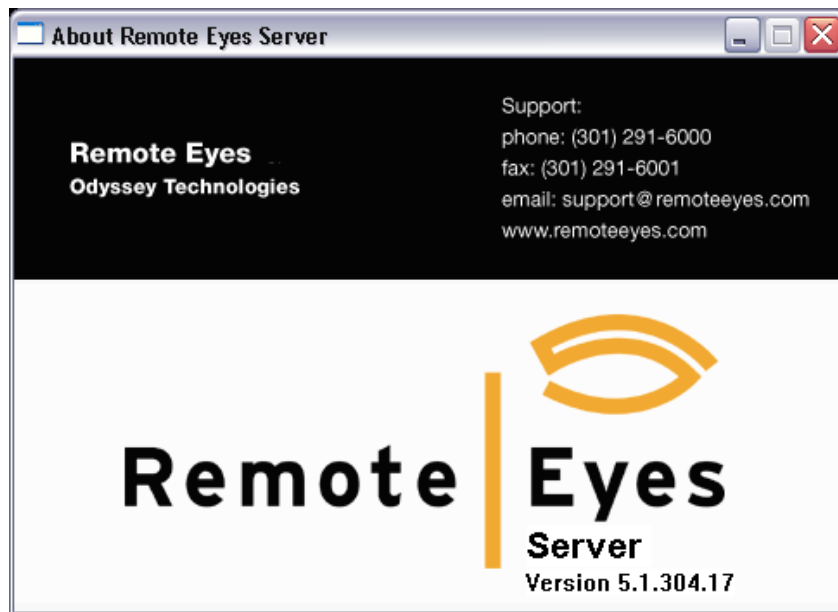 About Remote Eyes Server
Remote Eyes
Odyssey Technologies
Support:
phone: (301) 291-6000
fax: (301) 291-6001
email: support@remoteeyes.com
www.remoteeyes.com
Remote Eyes
Server
Version 5.1.304.17